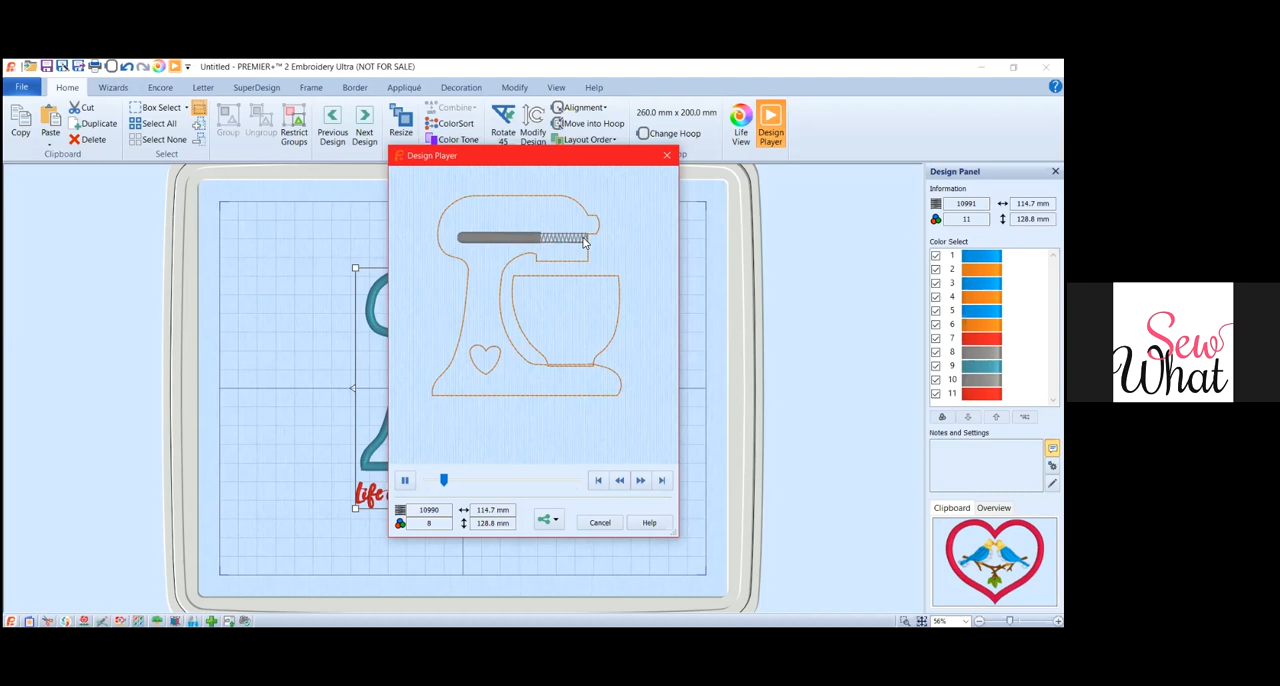 Untitled - PREMIER+™ 2 Embroidery Ultra (NOT FOR SALE)
File Home Wizards Encore Letter SuperDesign Frame Border Appliqué Decoration Modify View Help
Copy
Paste
Cut
Duplicate
Delete
Clipboard
Box Select
Select All
Select None
Select
Group
Ungroup
Restrict Groups
Previous Design
Next Design
Resize
Combine
ColorSort
Color Tone
Rotate 45
Modify Design
Alignment
Move into Hoop
Layout Order
260.0 mm x 200.0 mm
Change Hoop
Life View
Design Player
Design Player
10990
114.7 mm
8
128.8 mm
Cancel
Help
Life
Design Panel
Information
10991
114.7 mm
11
128.8 mm
Color Select
1
2
3
4
5
6
7
8
9
10
11
Notes and Settings
Clipboard Overview
56%
Sew
What